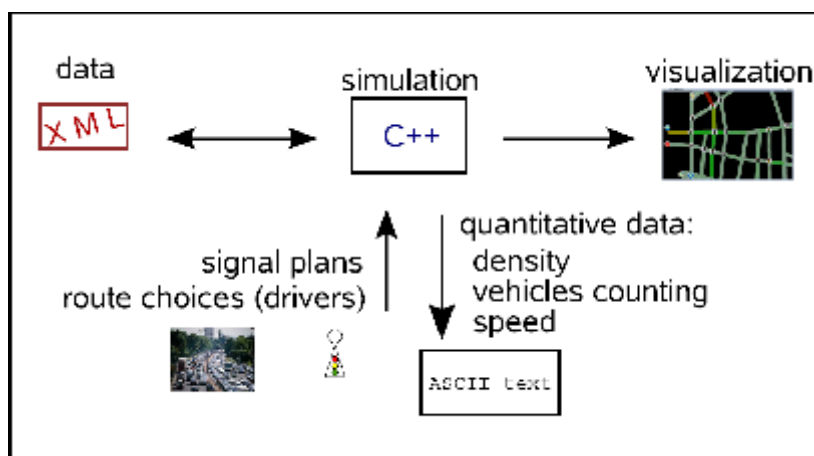 data
XML
simulation
C++
visualization
signal plans
route choices (drivers)
quantitative data:
density
vehicles counting
speed
ASCII text